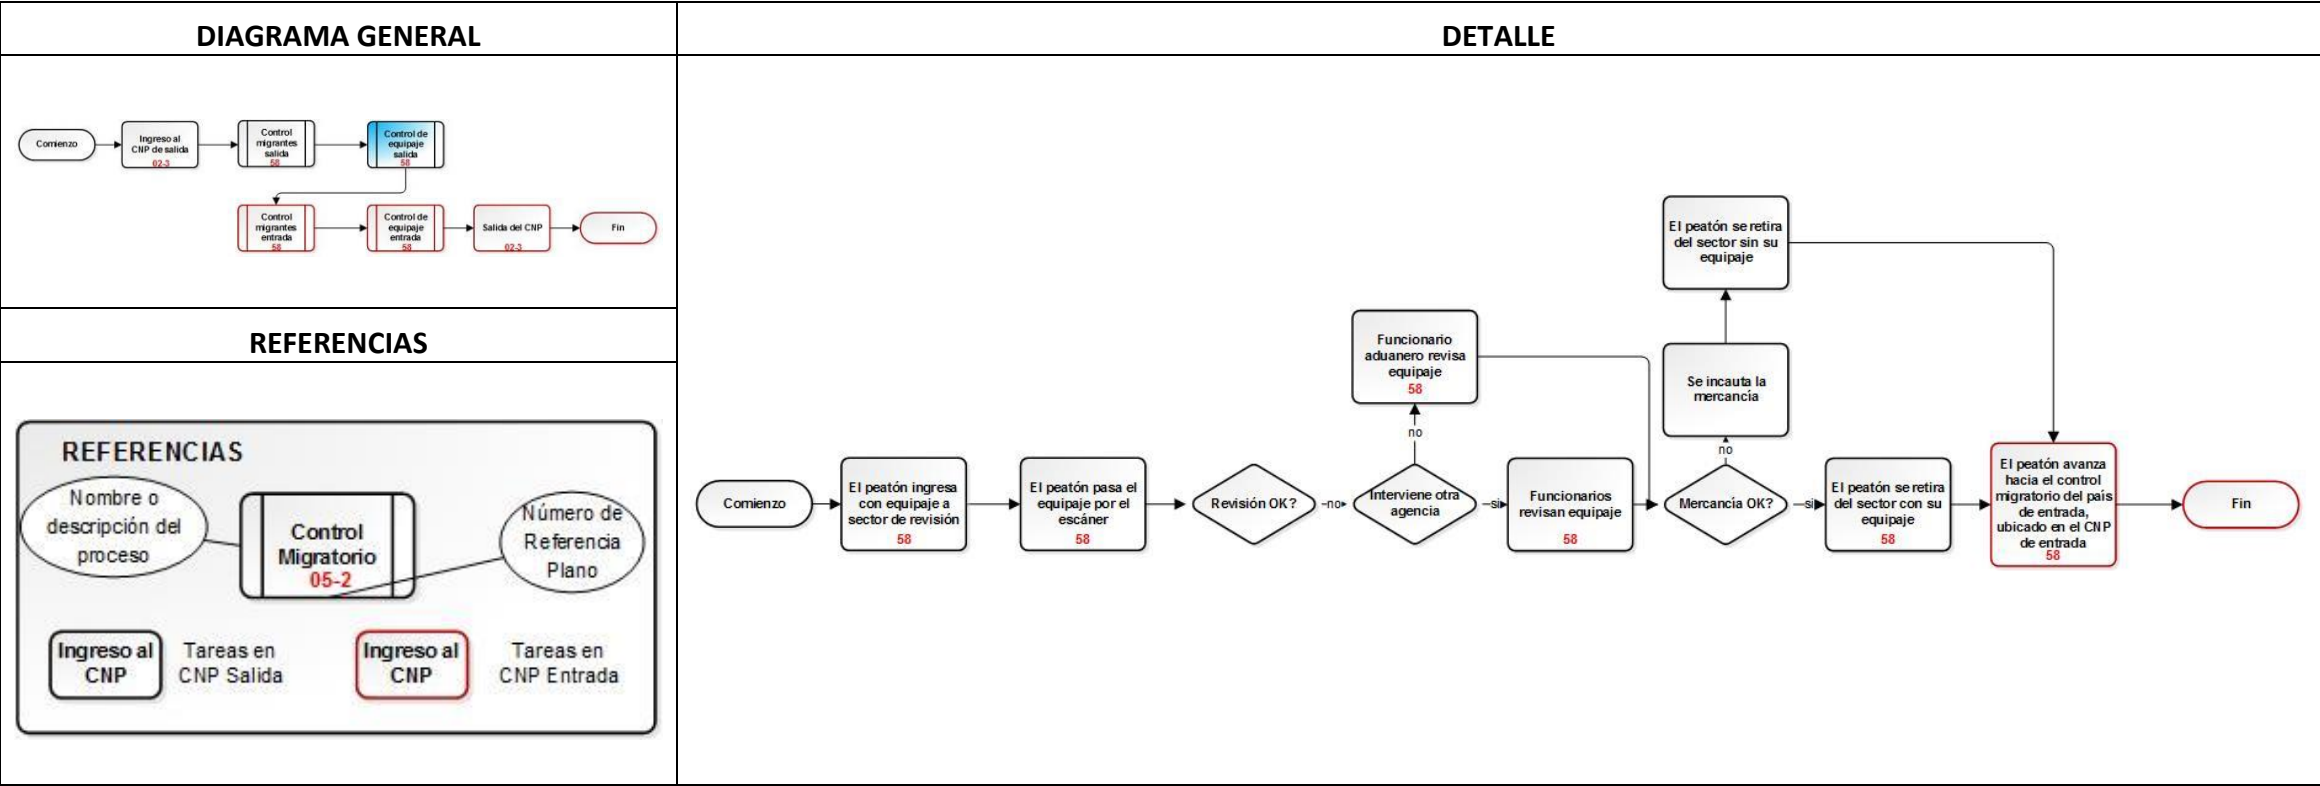 DIAGRAMA GENERAL
Comienzo
Ingreso al
CNP de salida
02-3
Control
migrantes
salida
58
Control de
equipaje
salida
58
Control
migrantes
entrada
58
Control de
equipaje
entrada
58
Salida del CNP
02-3
Fin
REFERENCIAS
REFERENCIAS
Nombre o
descripción del
proceso
Control
Migratorio
05-2
Número de
Referencia
Plano
Ingreso al
CNP
Tareas en
CNP Salida
Ingreso al
CNP
Tareas en
CNP Entrada
DETALLE
Comienzo
El peatón ingresa
con equipaje a
sector de revisión
58
El peatón pasa el
equipaje por el
escáner
58
Revisión OK?
no
Interviene otra
agencia
no
Funcionario
aduanero revisa
equipaje
58
si
Funcionarios
revisan equipaje
58
Mercancía OK?
no
Se incauta la
mercancía
El peatón se retira
del sector sin su
equipaje
si
El peatón se retira
del sector con su
equipaje
58
El peatón avanza
hacia el control
migratorio del país
de entrada,
ubicado en el CNP
de entrada
58
Fin